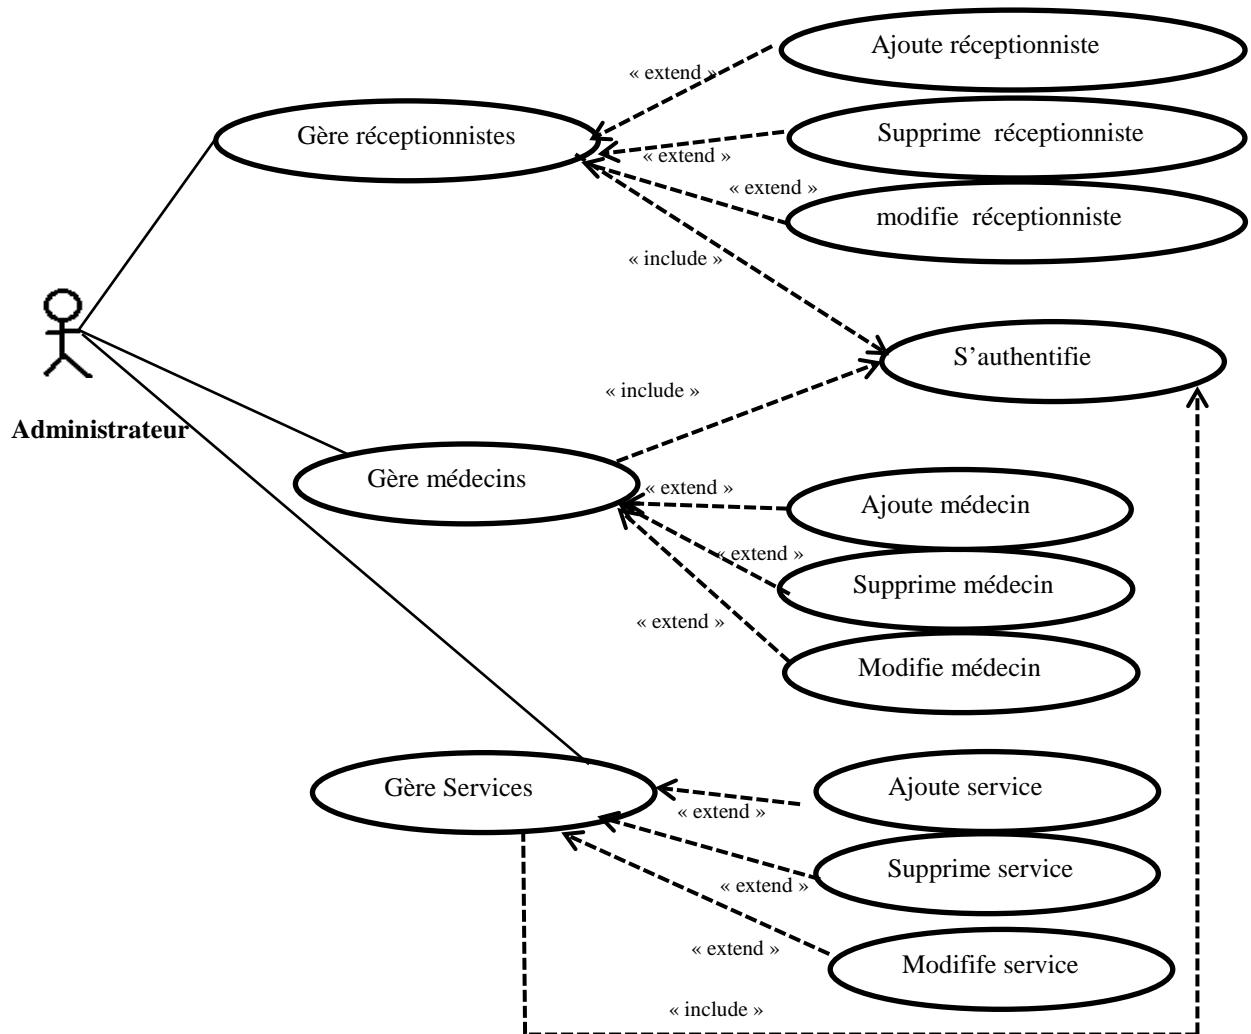 Ajoute réceptionniste
« extend »
Gère réceptionnistes
Supprime  réceptionniste
« extend »
« extend »
modifie  réceptionniste
« include »
S’authentifie
« include »
Administrateur
Gère médecins
« extend »
Ajoute médecin
« extend »
Supprime médecin
« extend »
Modifie médecin
Gère Services
Ajoute service
« extend »
Supprime service
« extend »
« extend »
Modifife service
« include »